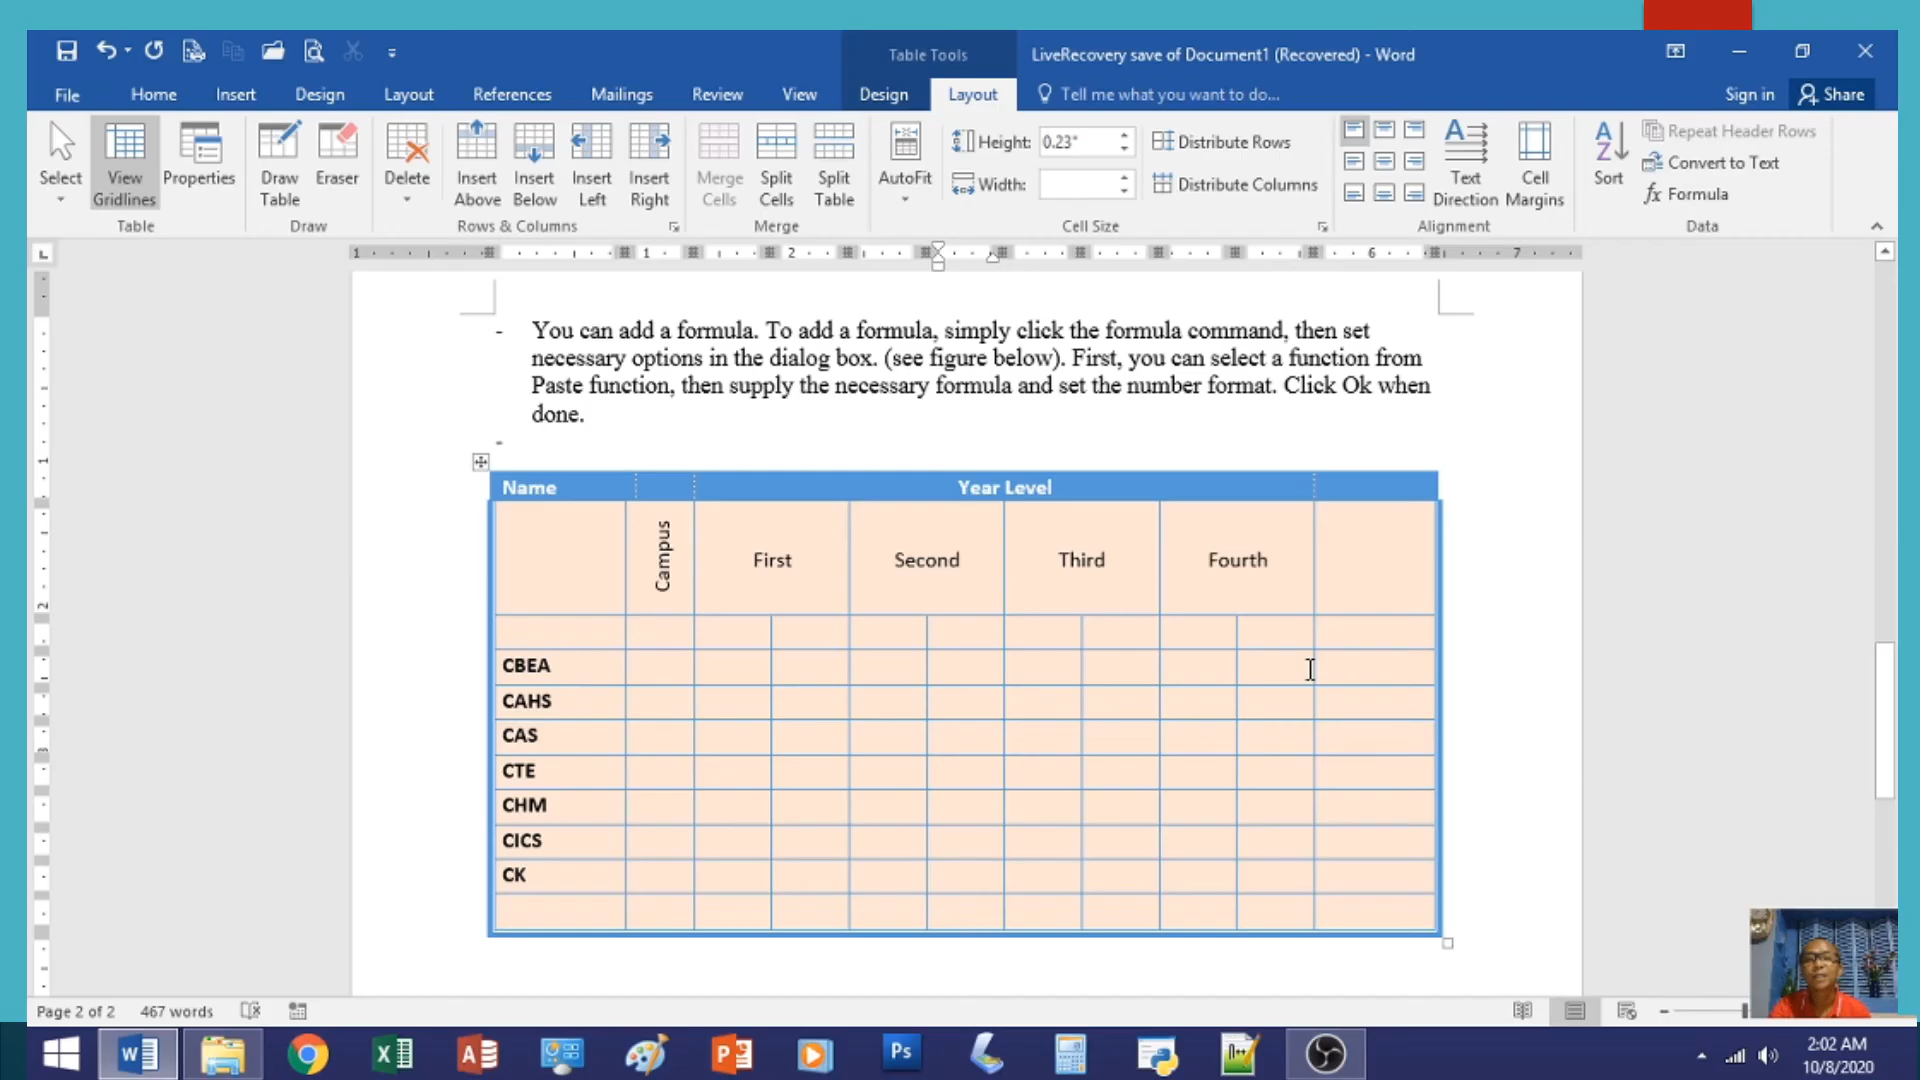 Table Tools
LiveRecovery save of Document1 (Recovered) - Word
File Home Insert Design Layout References Mailings Review View Design Layout Tell me what you want to do... Sign in Share
Select
View Gridlines
Properties
Draw Table
Eraser
Delete
Insert Above
Insert Below
Insert Left
Insert Right
Merge Cells
Split Cells
Split Table
AutoFit
Height: 0.23"
Width:
Distribute Rows
Distribute Columns
Text Direction
Cell Margins
Sort
Repeat Header Rows
Convert to Text
fx Formula
Table Draw Rows & Columns Merge Cell Size Alignment Data
1 1 2 6 7
- You can add a formula. To add a formula, simply click the formula command, then set
necessary options in the dialog box. (see figure below). First, you can select a function from
Paste function, then supply the necessary formula and set the number format. Click Ok when
done.
-
Name Year Level
Campus First Second Third Fourth
CBEA
CAHS
CAS
CTE
CHM
CICS
CK
Page 2 of 2 467 words
2:02 AM
10/8/2020